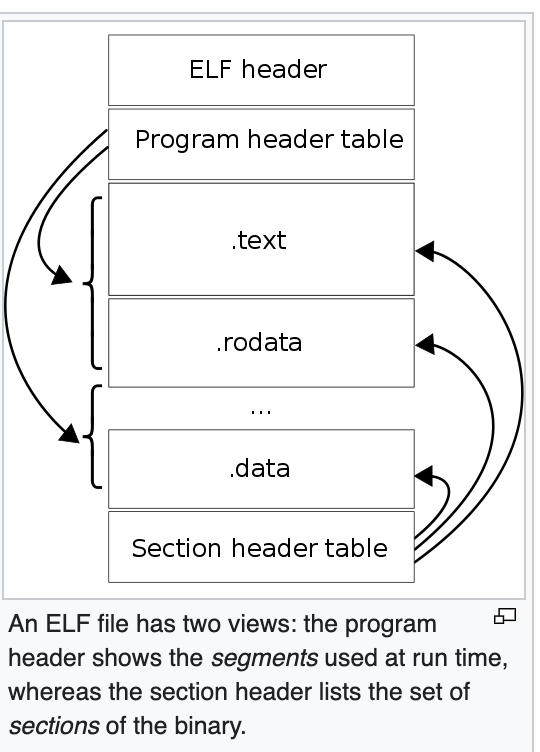 ELF header
Program header table
.text
.rodata
...
.data
Section header table
An ELF file has two views: the program
header shows the segments used at run time,
whereas the section header lists the set of
sections of the binary.